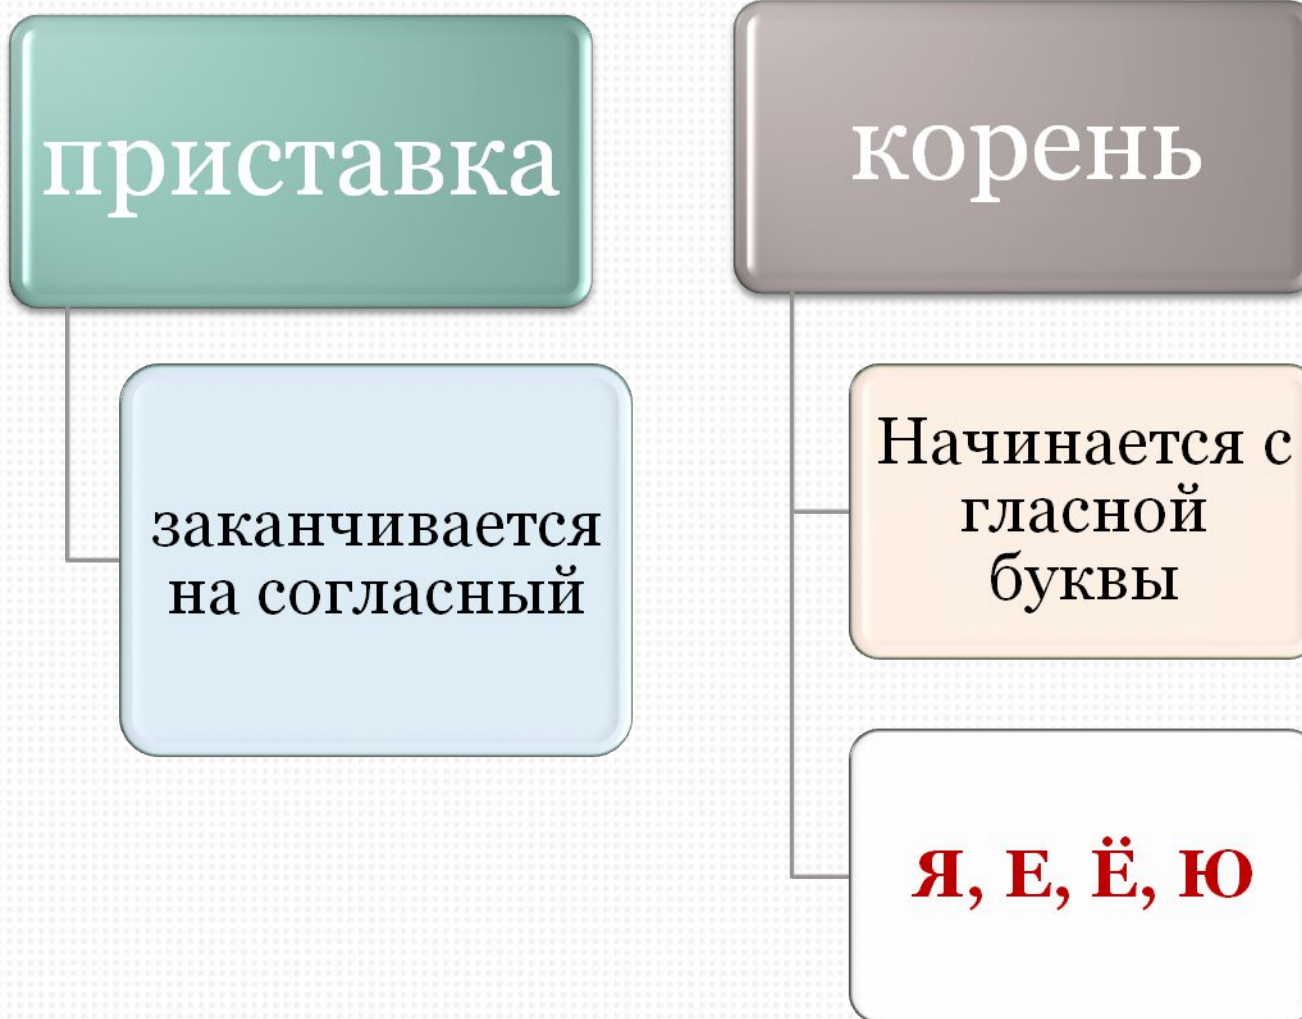 приставка
заканчивается
на согласный
корень
Начинается с
гласной
буквы
Я, Е, Ё, Ю